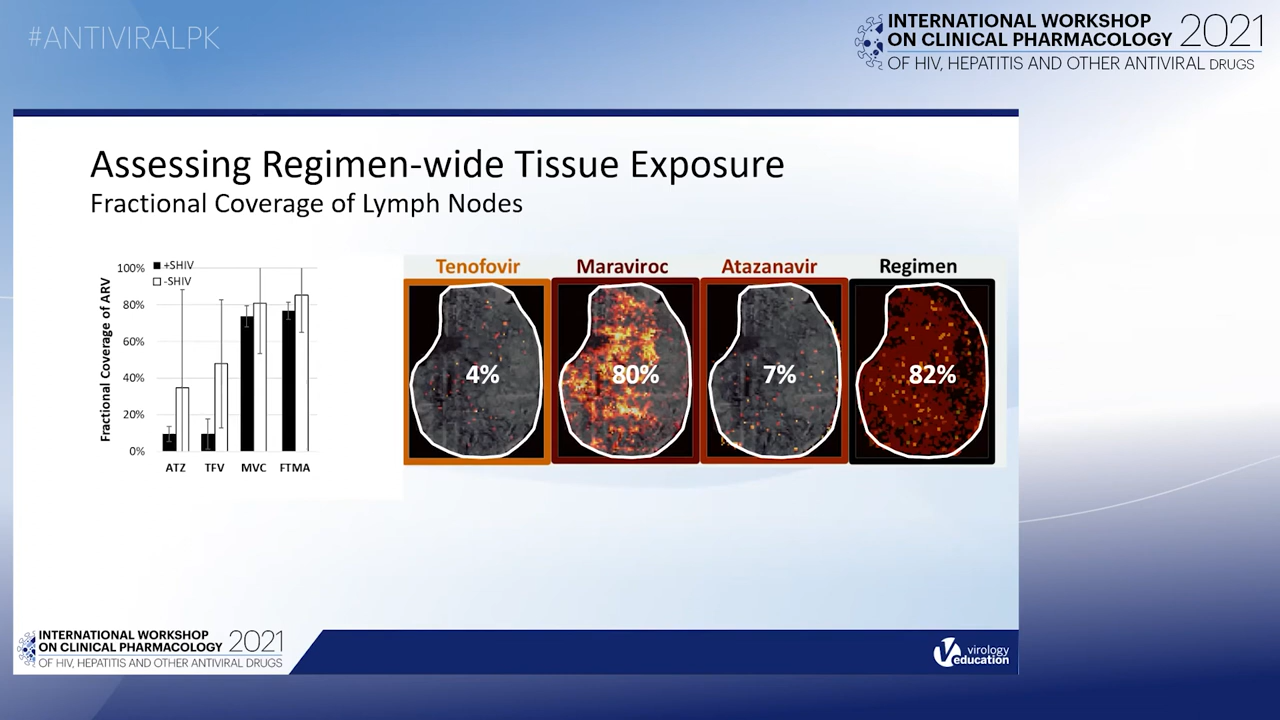 #ANTIVIRALPK
INTERNATIONAL WORKSHOP
ON CLINICAL PHARMACOLOGY 2021
OF HIV, HEPATITIS AND OTHER ANTIVIRAL DRUGS
Assessing Regimen-wide Tissue Exposure
Fractional Coverage of Lymph Nodes
Fractional Coverage of ARV
+SHIV
-SHIV
100%
80%
60%
40%
20%
0%
ATZ TFV MVC FTMA
Tenofovir Maraviroc Atazanavir Regimen
4% 80% 7% 82%
INTERNATIONAL WORKSHOP
ON CLINICAL PHARMACOLOGY 2021
OF HIV, HEPATITIS AND OTHER ANTIVIRAL DRUGS
virology
education